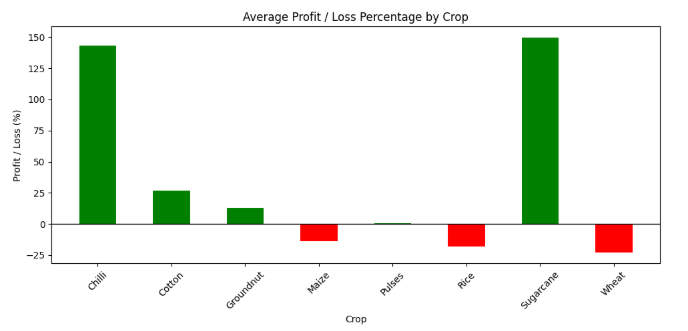 Average Profit / Loss Percentage by Crop
Profit / Loss (%)
150
125
100
75
50
25
0
−25
Chilli
Cotton
Groundnut
Maize
Pulses
Rice
Sugarcane
Wheat
Crop